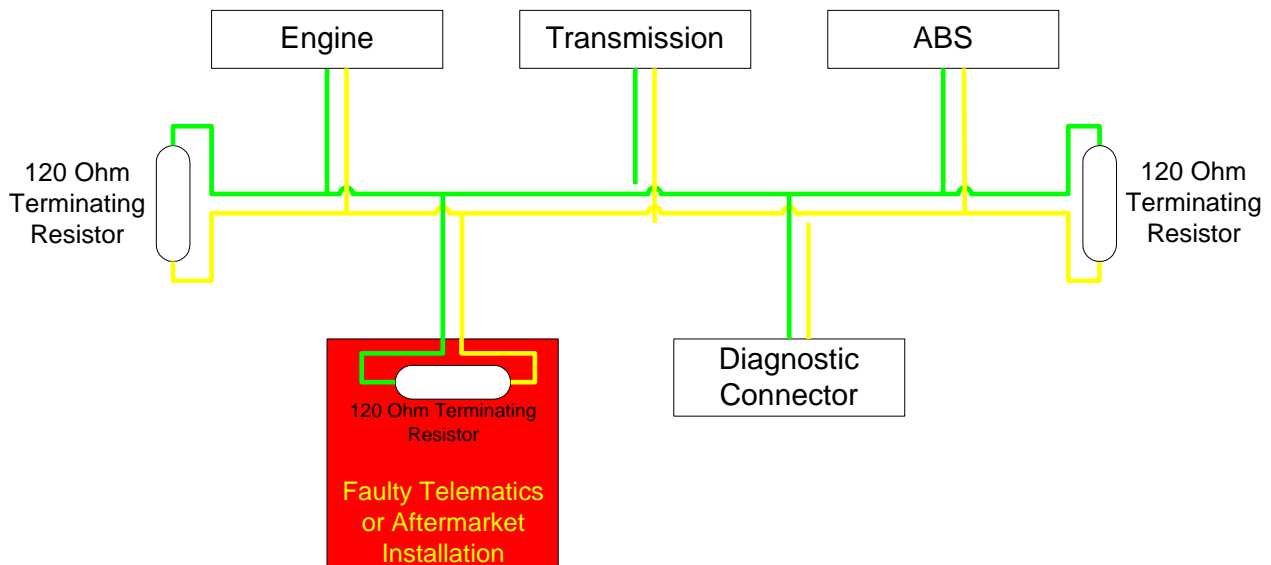 Engine
Transmission
ABS
120 Ohm
Terminating
Resistor
120 Ohm
Terminating
Resistor
120 Ohm Terminating
Resistor
Faulty Telematics
or Aftermarket
Installation
Diagnostic
Connector